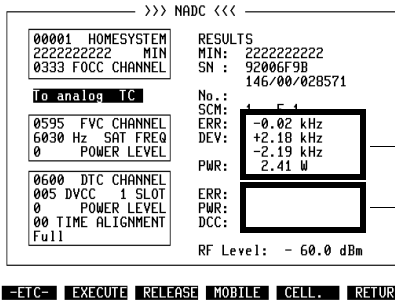 >>> NADC <<<
00001 HOMESYSTEM
2222222222 MIN
0333 FOCC CHANNEL
To analog TC
0595 FVC CHANNEL
6030 Hz SAT FREQ
0 POWER LEVEL
0600 DTC CHANNEL
005 DVCC 1 SLOT
0 POWER LEVEL
00 TIME ALIGNMENT
Full
RESULTS
MIN: 2222222222
SN : 92006F9B
146/00/028571
No.:
SCM:
ERR: -0.02 kHz
DEV: +2.18 kHz
-2.19 kHz
PWR: 2.41 W
ERR:
PWR:
DCC:
RF Level: - 60.0 dBm
-ETC- EXECUTE RELEASE MOBILE CELL. RETUR